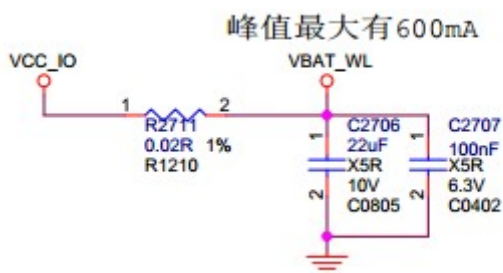 峰值最大有600mA
VCC_IO
VBAT_WL
1
2
R2711
0.02R 1%
R1210
1
2
C2706
22uF
X5R
10V
C0805
1
2
C2707
100nF
X5R
6.3V
C0402